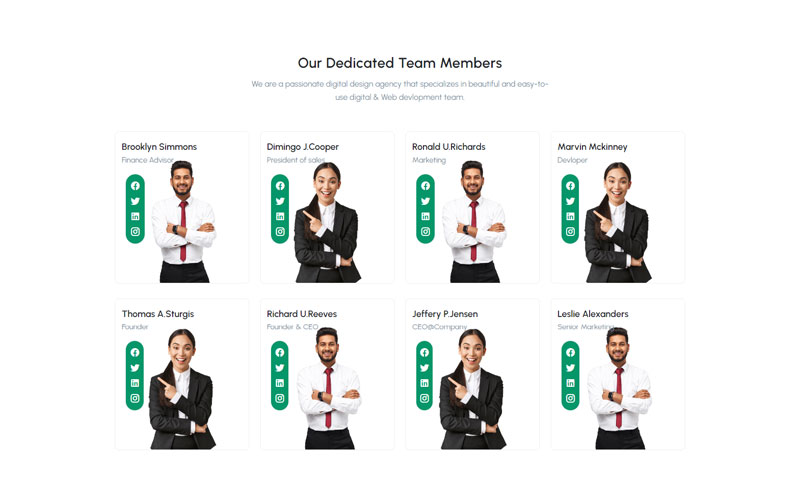 Our Dedicated Team Members
We are a passionate digital design agency that specializes in beautiful and easy-to-
use digital & Web devlopment team.
Brooklyn Simmons
Finance Advisor
Dimingo J.Cooper
President of sales
Ronald U.Richards
Marketing
Marvin Mckinney
Devloper
Thomas A.Sturgis
Founder
Richard U.Reeves
Founder & CEO
Jeffery P.Jensen
CEO@Company
Leslie Alexanders
Senior Marketing